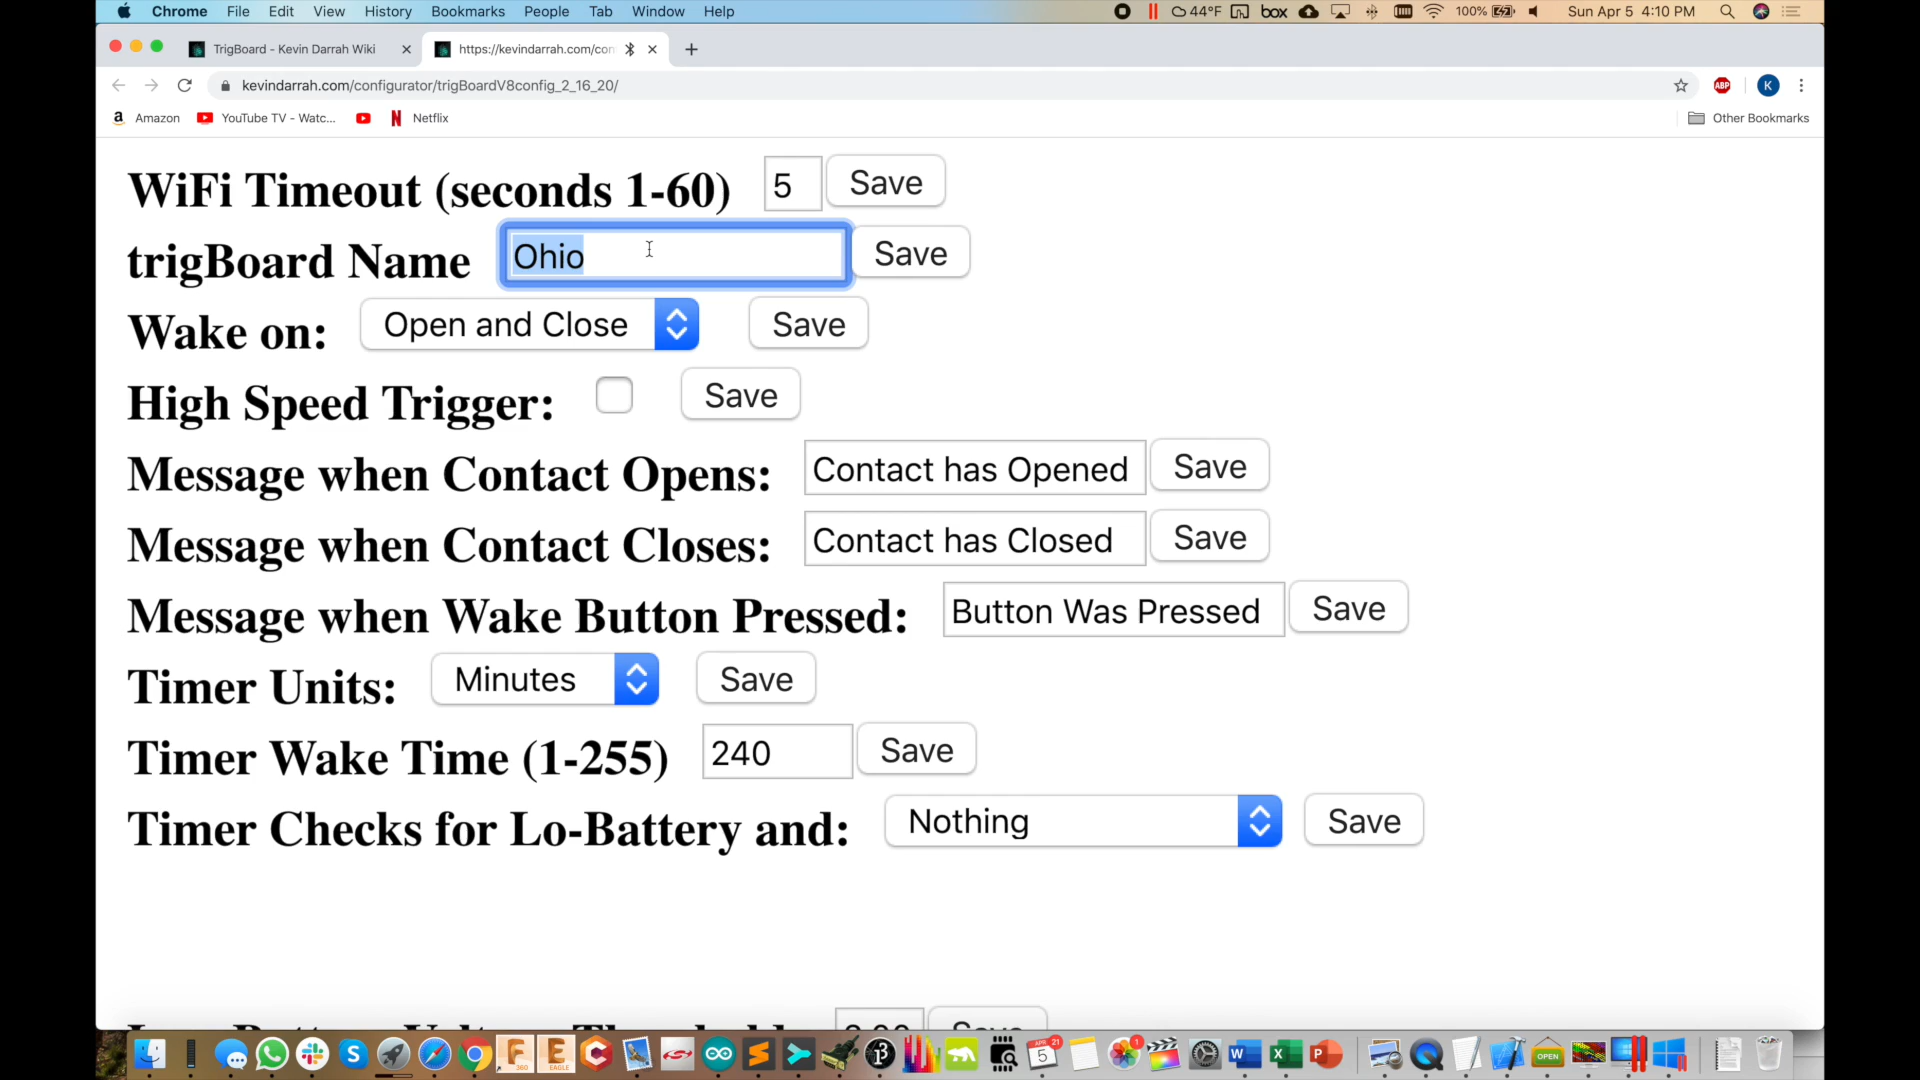 Chrome File Edit View History Bookmarks People Tab Window Help box 44°F 100% Sun Apr 5 4:10 PM
TrigBoard - Kevin Darrah Wiki https://kevindarrah.com/con
kevindarrah.com/configurator/trigBoardV8config_2_16_20/ ABP K
Amazon YouTube TV - Watc... Netflix Other Bookmarks
WiFi Timeout (seconds 1-60) 5 Save
trigBoard Name Ohio Save
Wake on: Open and Close Save
High Speed Trigger: Save
Message when Contact Opens: Contact has Opened Save
Message when Contact Closes: Contact has Closed Save
Message when Wake Button Pressed: Button Was Pressed Save
Timer Units: Minutes Save
Timer Wake Time (1-255) 240 Save
Timer Checks for Lo-Battery and: Nothing Save